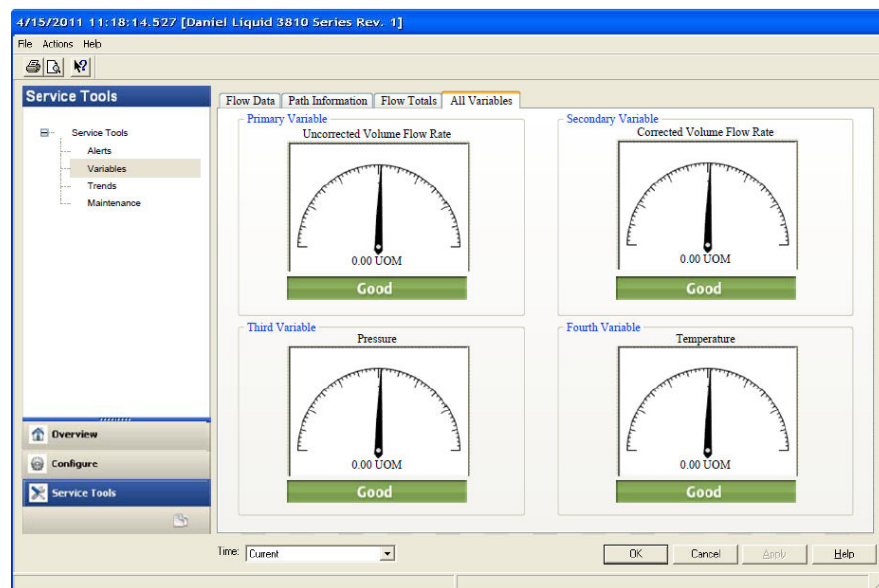 4/15/2011 11:18:14.527 [Daniel Liquid 3810 Series Rev. 1]
File Actions Help
Service Tools
Service Tools
Alerts
Variables
Trends
Maintenance
Overview
Configure
Service Tools
Flow Data Path Information Flow Totals All Variables
Primary Variable
Uncorrected Volume Flow Rate
0.00 UOM
Good
Secondary Variable
Corrected Volume Flow Rate
0.00 UOM
Good
Third Variable
Pressure
0.00 UOM
Good
Fourth Variable
Temperature
0.00 UOM
Good
Time: Current
OK Cancel Apply Help